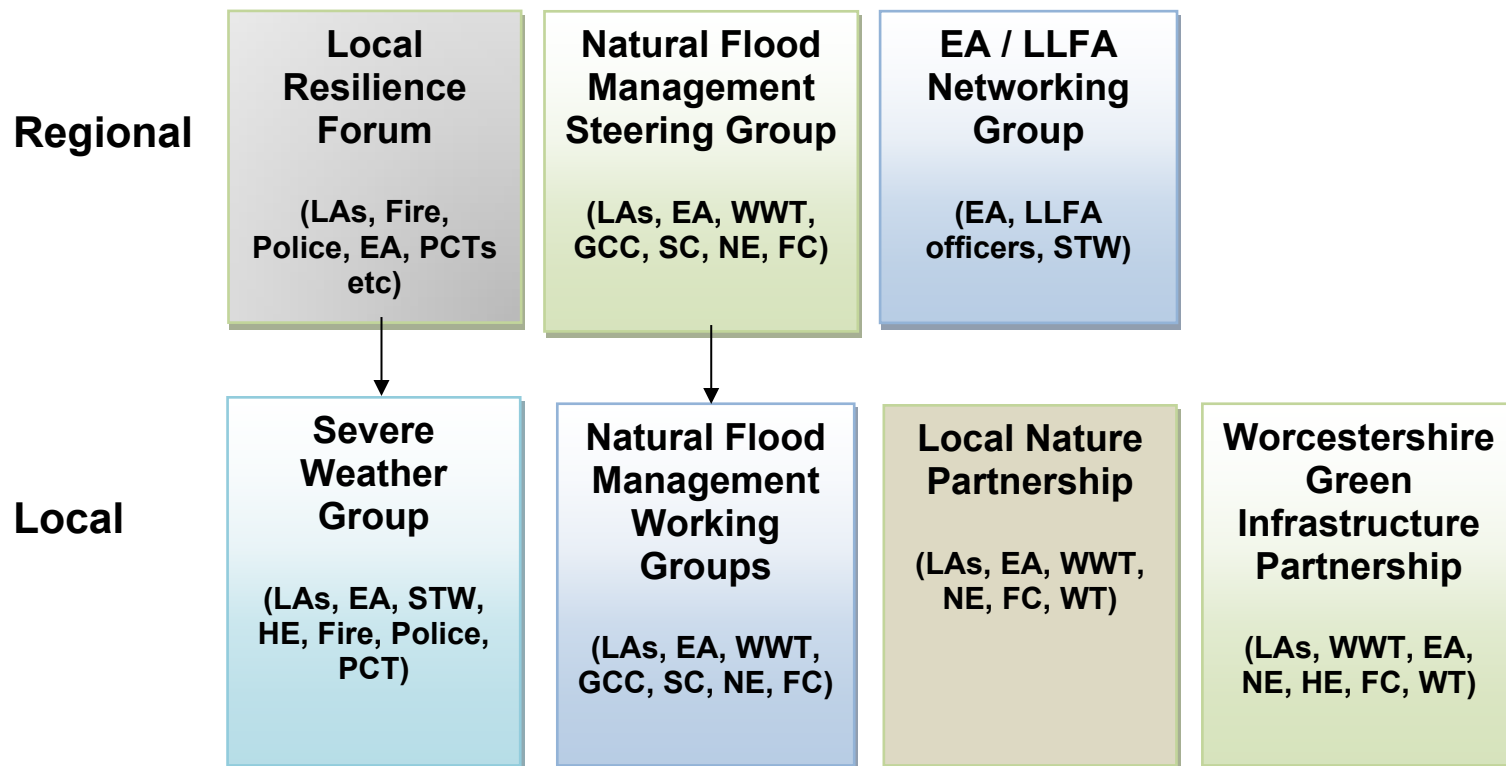 Regional
Local
Resilience
Forum
(LAs, Fire,
Police, EA, PCTs
etc)
Natural Flood
Management
Steering Group
(LAs, EA, WWT,
GCC, SC, NE, FC)
EA / LLFA
Networking
Group
(EA, LLFA
officers, STW)
Local
Severe
Weather
Group
(LAs, EA, STW,
HE, Fire, Police,
PCT)
Natural Flood
Management
Working
Groups
(LAs, EA, WWT,
GCC, SC, NE, FC)
Local Nature
Partnership
(LAs, EA, WWT,
NE, FC, WT)
Worcestershire
Green
Infrastructure
Partnership
(LAs, WWT, EA,
NE, HE, FC, WT)